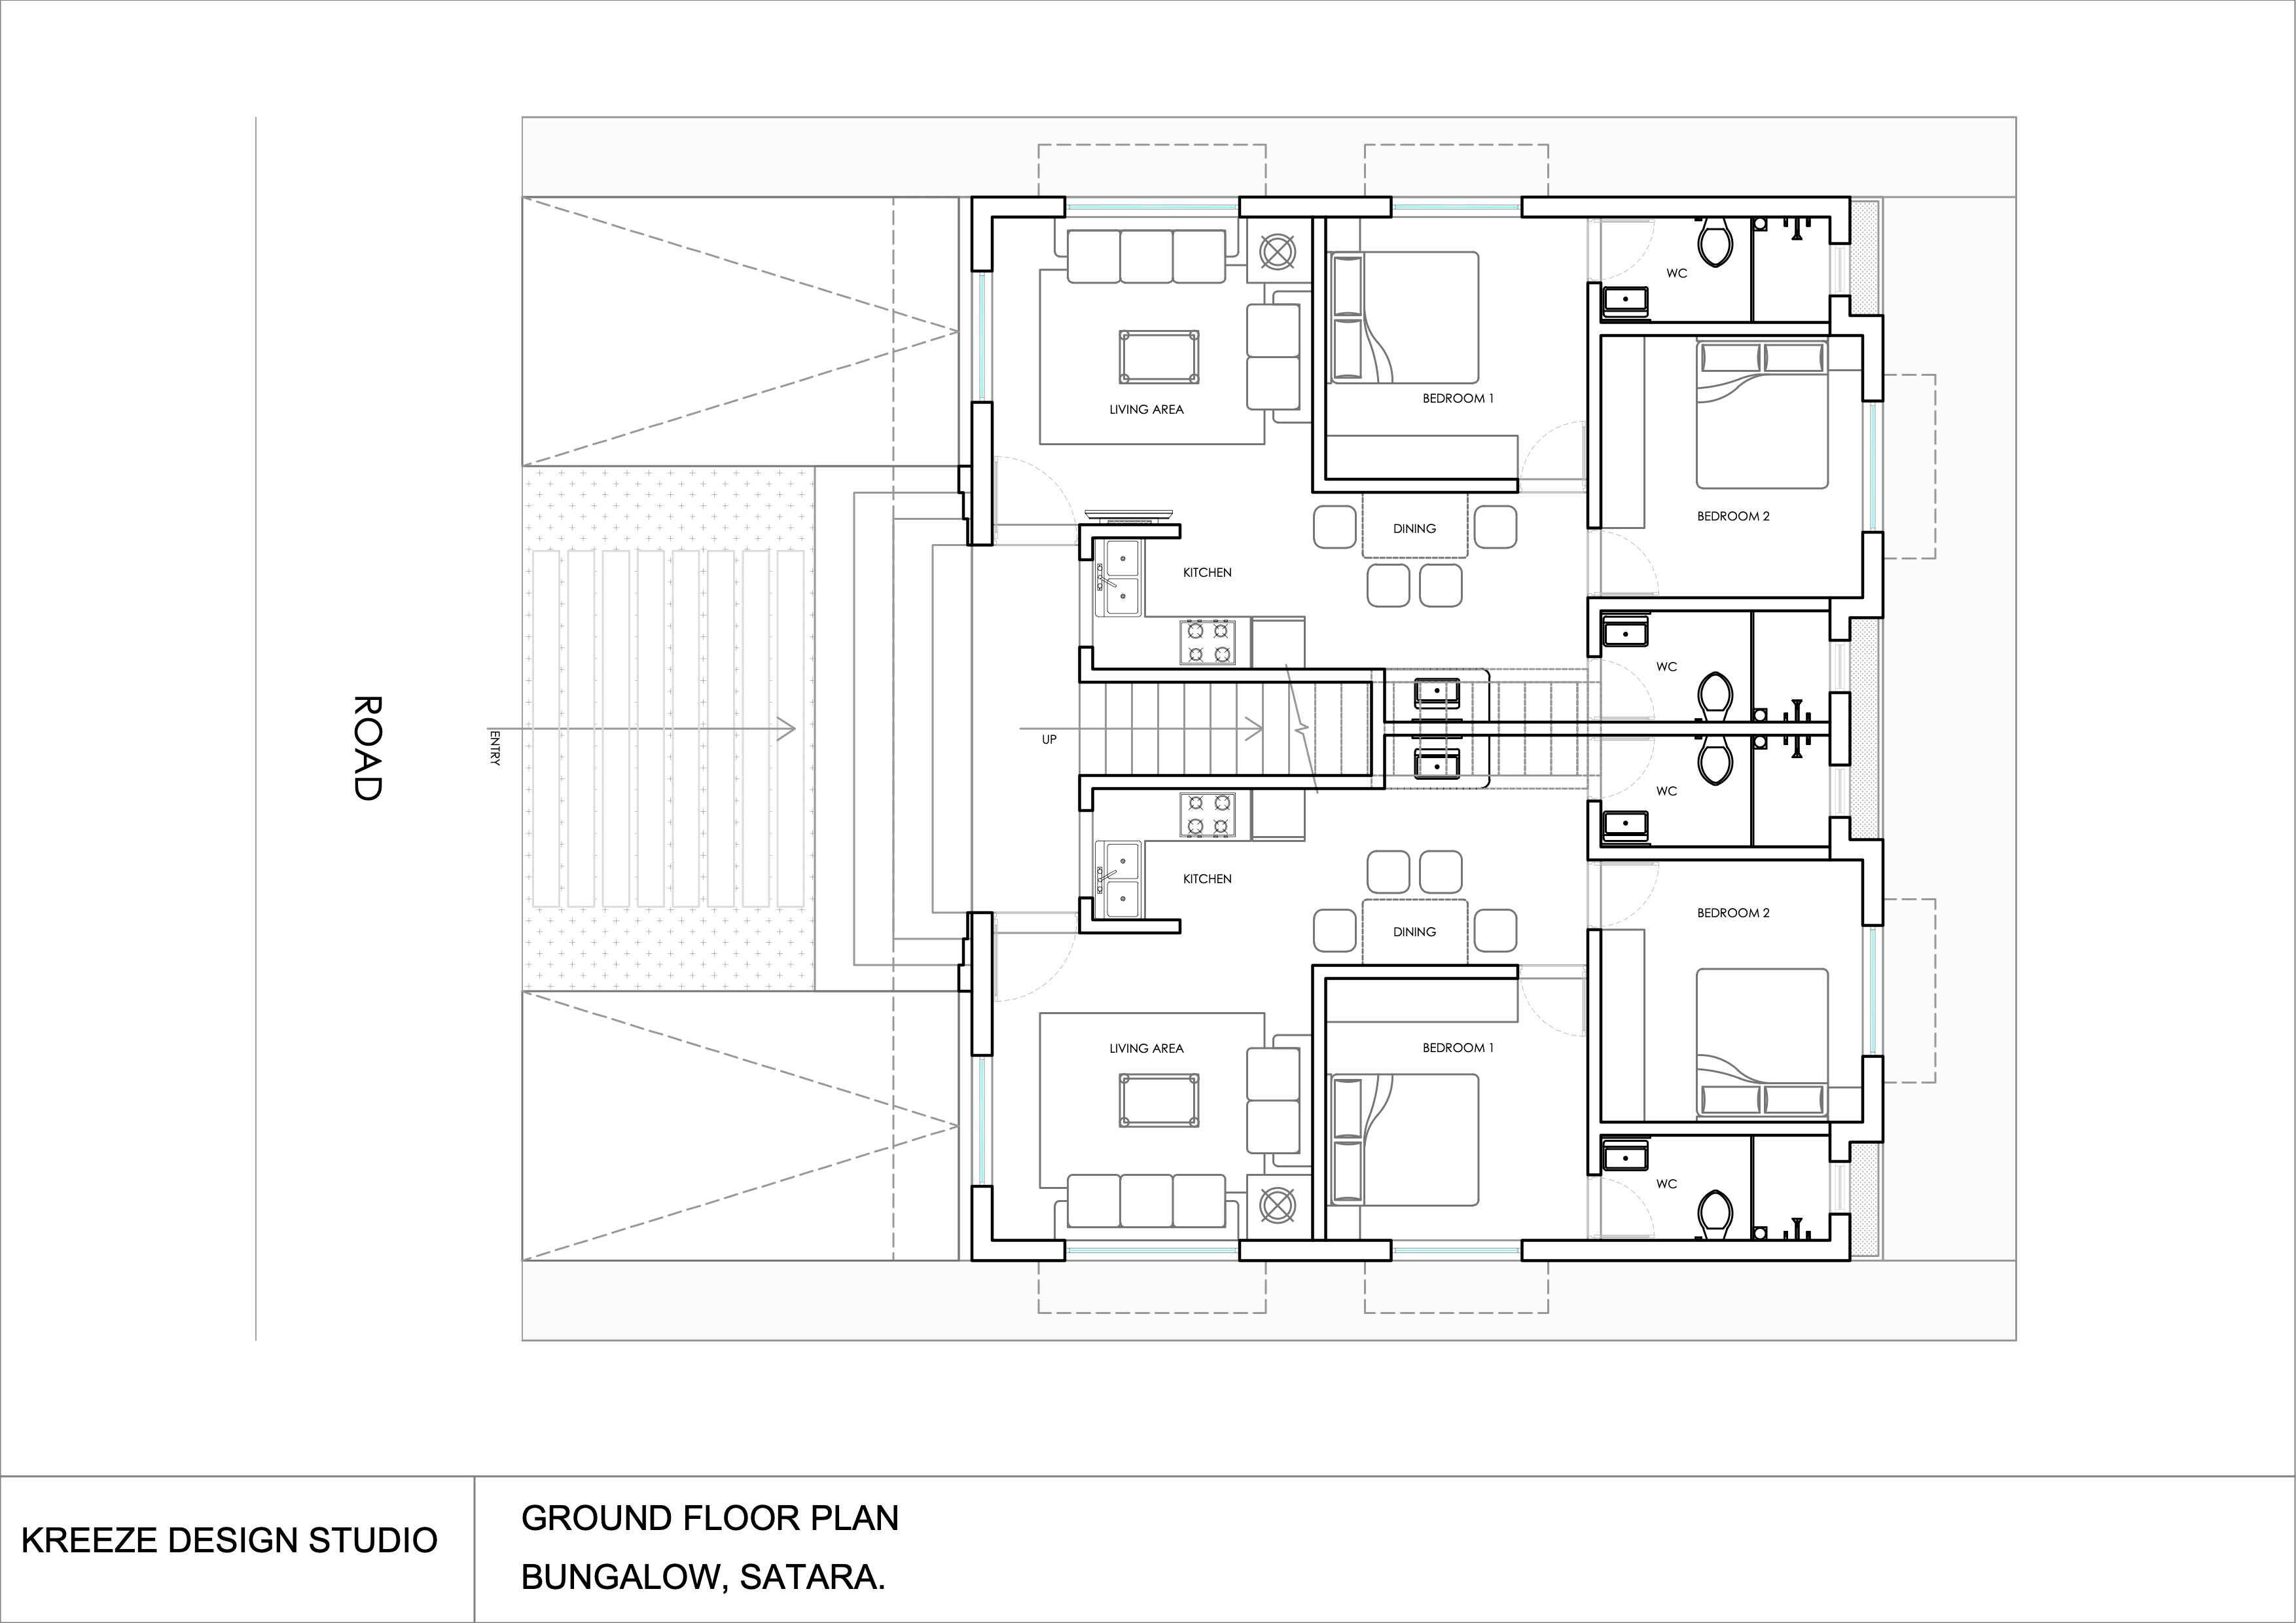 WC
LIVING AREA
BEDROOM 1
BEDROOM 2
DINING
KITCHEN
WC
ROAD
ENTRY
UP
WC
KITCHEN
DINING
BEDROOM 2
LIVING AREA
BEDROOM 1
WC
KREEZE DESIGN STUDIO
GROUND FLOOR PLAN
BUNGALOW, SATARA.